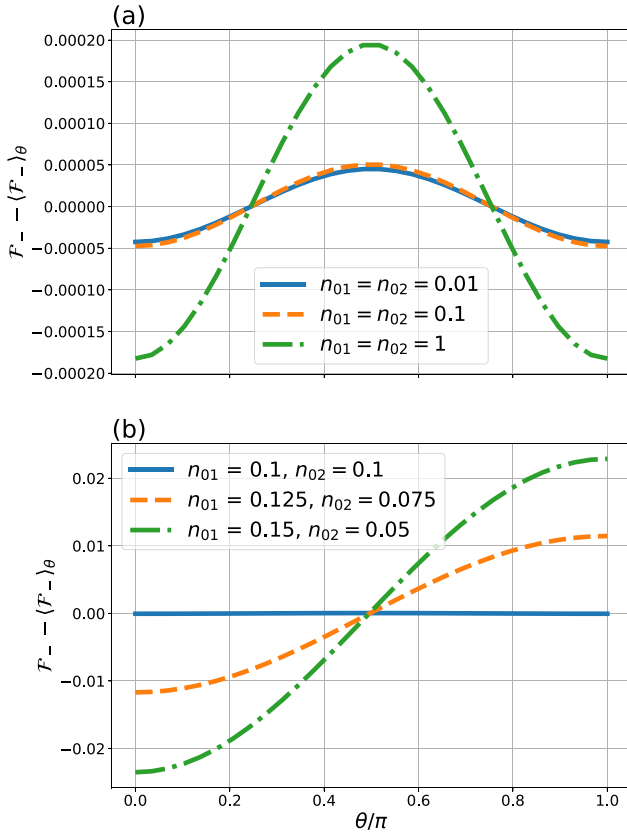 (a)
0.00020
0.00015
0.00010
0.00005
0.00000
−0.00005
−0.00010
−0.00015
−0.00020
ℱ₋ − ⟨ℱ₋⟩θ
n₀₁ = n₀₂ = 0.01
n₀₁ = n₀₂ = 0.1
n₀₁ = n₀₂ = 1
(b)
0.02
0.01
0.00
−0.01
−0.02
ℱ₋ − ⟨ℱ₋⟩θ
n₀₁ = 0.1, n₀₂ = 0.1
n₀₁ = 0.125, n₀₂ = 0.075
n₀₁ = 0.15, n₀₂ = 0.05
0.0 0.2 0.4 0.6 0.8 1.0
θ/π